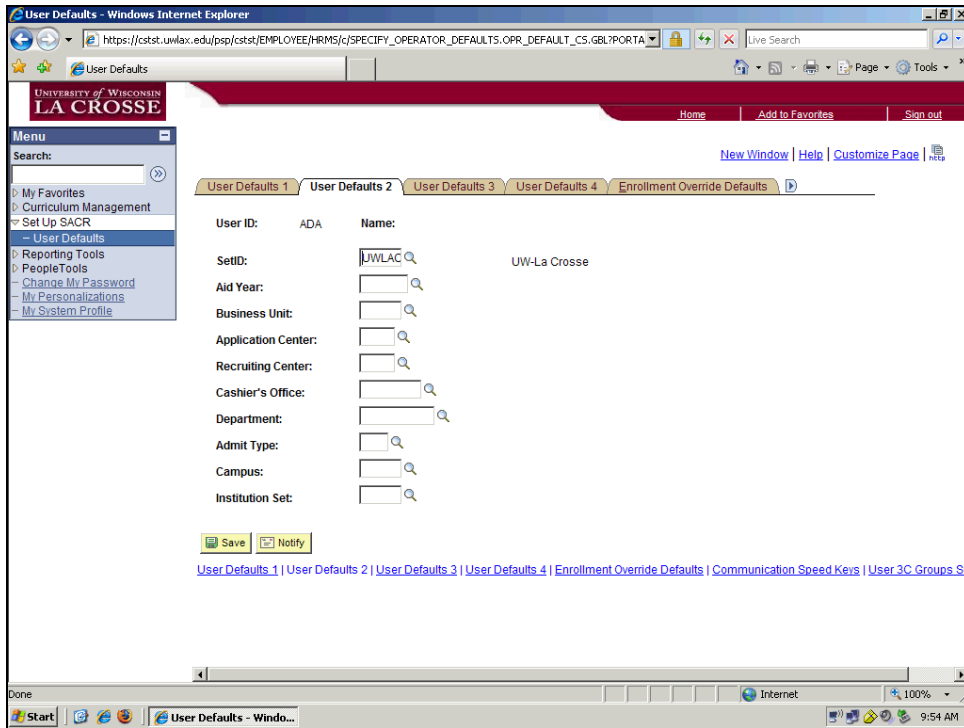 User Defaults - Windows Internet Explorer
https://cstst.uwlax.edu/psp/cstst/EMPLOYEE/HRMS/c/SPECIFY_OPERATOR_DEFAULTS.OPR_DEFAULT_CS.GBL?PORTA
Live Search
User Defaults
Page
Tools
UNIVERSITY of WISCONSIN
LA CROSSE
Home
Add to Favorites
Sign out
Menu
Search:
My Favorites
Curriculum Management
Set Up SACR
– User Defaults
Reporting Tools
PeopleTools
– Change My Password
– My Personalizations
– My System Profile
New Window | Help | Customize Page |
http
User Defaults 1
User Defaults 2
User Defaults 3
User Defaults 4
Enrollment Override Defaults
User ID: ADA Name:
SetID: UWLAC UW-La Crosse
Aid Year:
Business Unit:
Application Center:
Recruiting Center:
Cashier's Office:
Department:
Admit Type:
Campus:
Institution Set:
Save
Notify
User Defaults 1 | User Defaults 2 | User Defaults 3 | User Defaults 4 | Enrollment Override Defaults | Communication Speed Keys | User 3C Groups S
Done
Internet
100%
Start
User Defaults - Windo...
9:54 AM